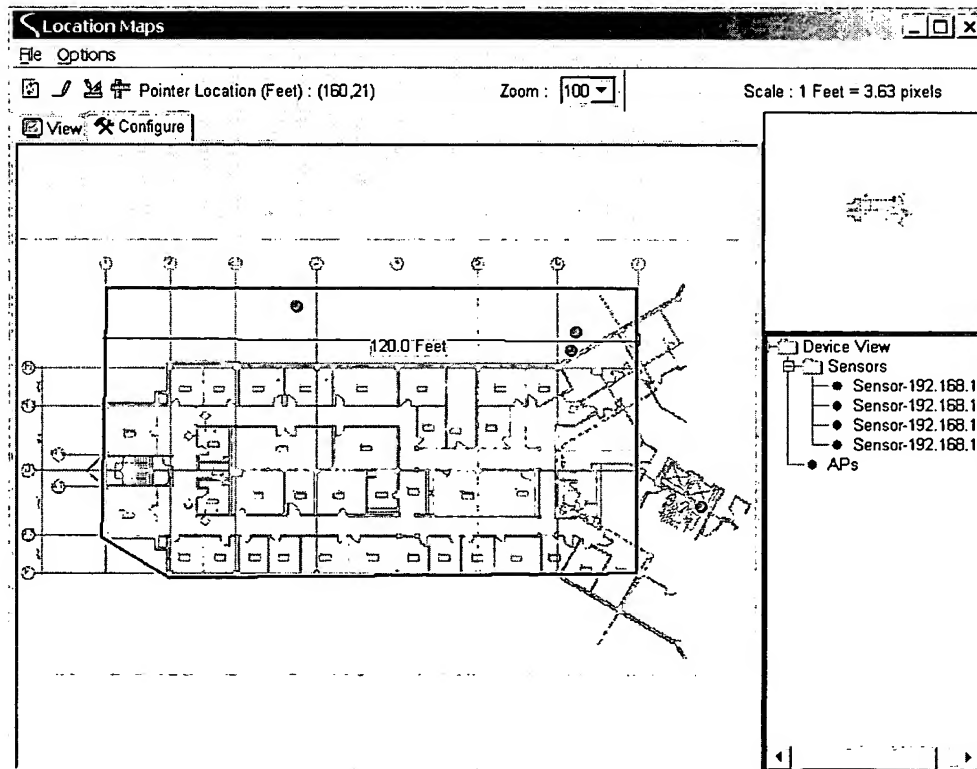 Location Maps
File Options
Pointer Location (Feet) : (160,21)
Zoom : 100
Scale : 1 Feet = 3.63 pixels
View Configure
120.0 Feet
Device View
Sensors
Sensor-192.168.1
Sensor-192.168.1
Sensor-192.168.1
Sensor-192.168.1
APs